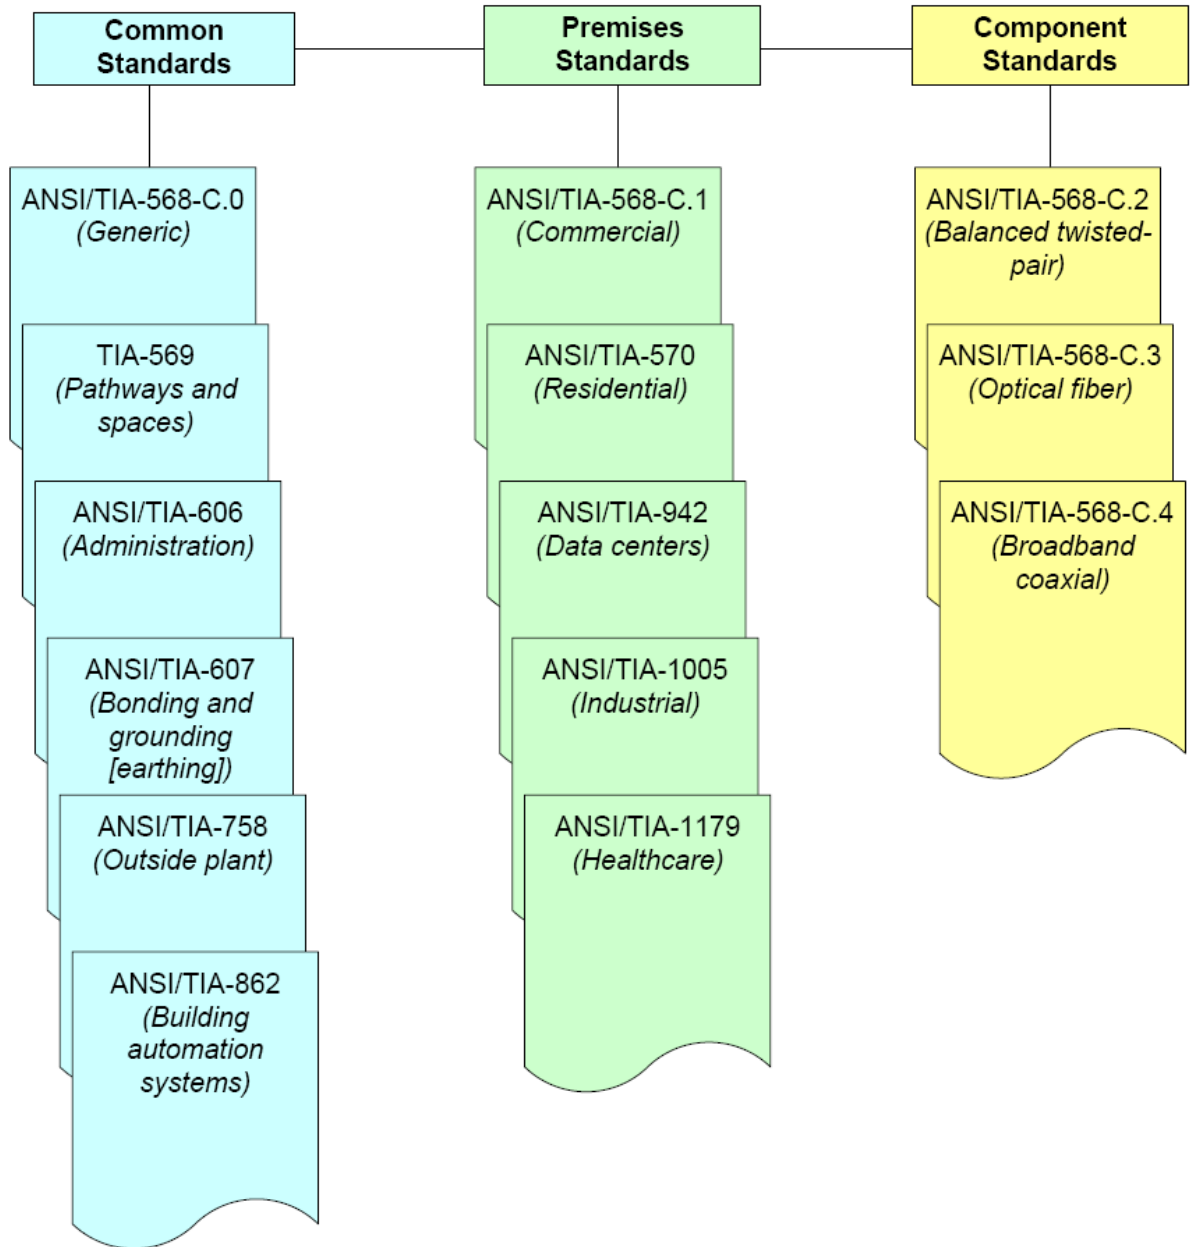 Common
Standards
Premises
Standards
Component
Standards
ANSI/TIA-568-C.0
(Generic)
TIA-569
(Pathways and
spaces)
ANSI/TIA-606
(Administration)
ANSI/TIA-607
(Bonding and
grounding
[earthing])
ANSI/TIA-758
(Outside plant)
ANSI/TIA-862
(Building
automation
systems)
ANSI/TIA-568-C.1
(Commercial)
ANSI/TIA-570
(Residential)
ANSI/TIA-942
(Data centers)
ANSI/TIA-1005
(Industrial)
ANSI/TIA-1179
(Healthcare)
ANSI/TIA-568-C.2
(Balanced twisted-
pair)
ANSI/TIA-568-C.3
(Optical fiber)
ANSI/TIA-568-C.4
(Broadband
coaxial)